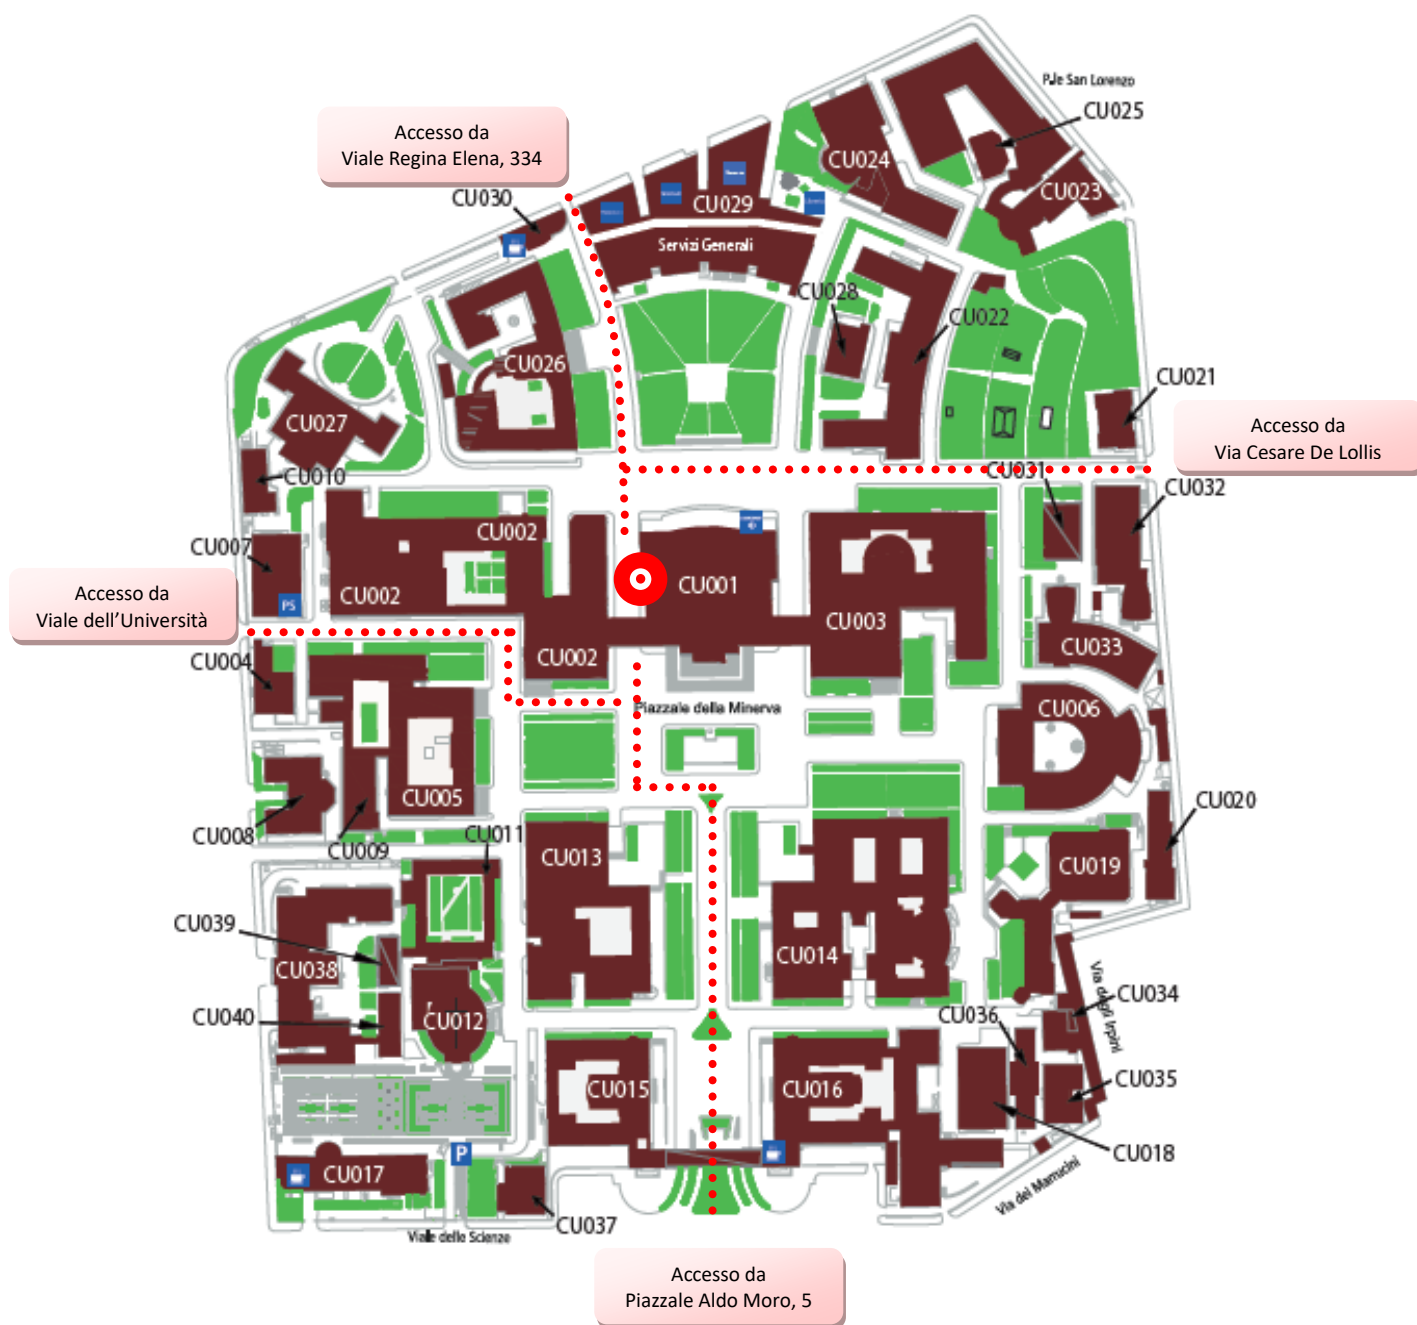 P.le San Lorenzo
CU025
Accesso da
Viale Regina Elena, 334
CU024
CU030
CU029
CU023
Servizi Generali
CU028
CU022
CU026
CU021
CU027
Accesso da
Via Cesare De Lollis
CU010
CU031
CU032
CU002
CU007
CU001
CU002
PS
CU003
Accesso da
Viale dell'Università
CU002
CU033
CU004
Piazzale della Minerva
CU006
CU005
CU020
CU008
CU009
CU011
CU013
CU019
CU039
CU038
CU014
Via degli Irpini
CU034
CU040
CU012
CU036
CU015
CU016
CU035
P
CU018
CU017
Via dei Marrucini
CU037
Viale delle Scienze
Accesso da
Piazzale Aldo Moro, 5